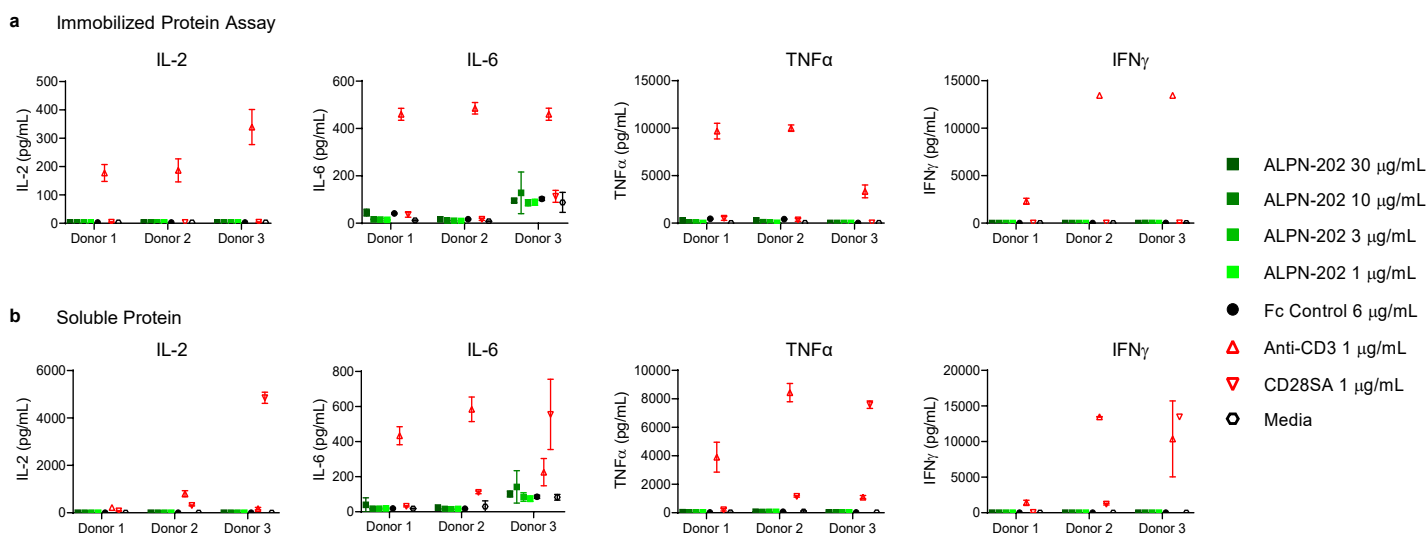 a Immobilized Protein Assay
IL-2
IL-6
TNFα
IFNγ
IL-2 (pg/mL)
500
400
300
200
100
0
Donor 1 Donor 2 Donor 3
IL-6 (pg/mL)
600
400
200
0
Donor 1 Donor 2 Donor 3
TNFα (pg/mL)
15000
10000
5000
0
Donor 1 Donor 2 Donor 3
IFNγ (pg/mL)
15000
10000
5000
0
Donor 1 Donor 2 Donor 3
b Soluble Protein
IL-2
IL-6
TNFα
IFNγ
IL-2 (pg/mL)
6000
4000
2000
0
Donor 1 Donor 2 Donor 3
IL-6 (pg/mL)
800
600
400
200
0
Donor 1 Donor 2 Donor 3
TNFα (pg/mL)
10000
8000
6000
4000
2000
0
Donor 1 Donor 2 Donor 3
IFNγ (pg/mL)
20000
15000
10000
5000
0
Donor 1 Donor 2 Donor 3
ALPN-202 30 μg/mL
ALPN-202 10 μg/mL
ALPN-202 3 μg/mL
ALPN-202 1 μg/mL
Fc Control 6 μg/mL
Anti-CD3 1 μg/mL
CD28SA 1 μg/mL
Media